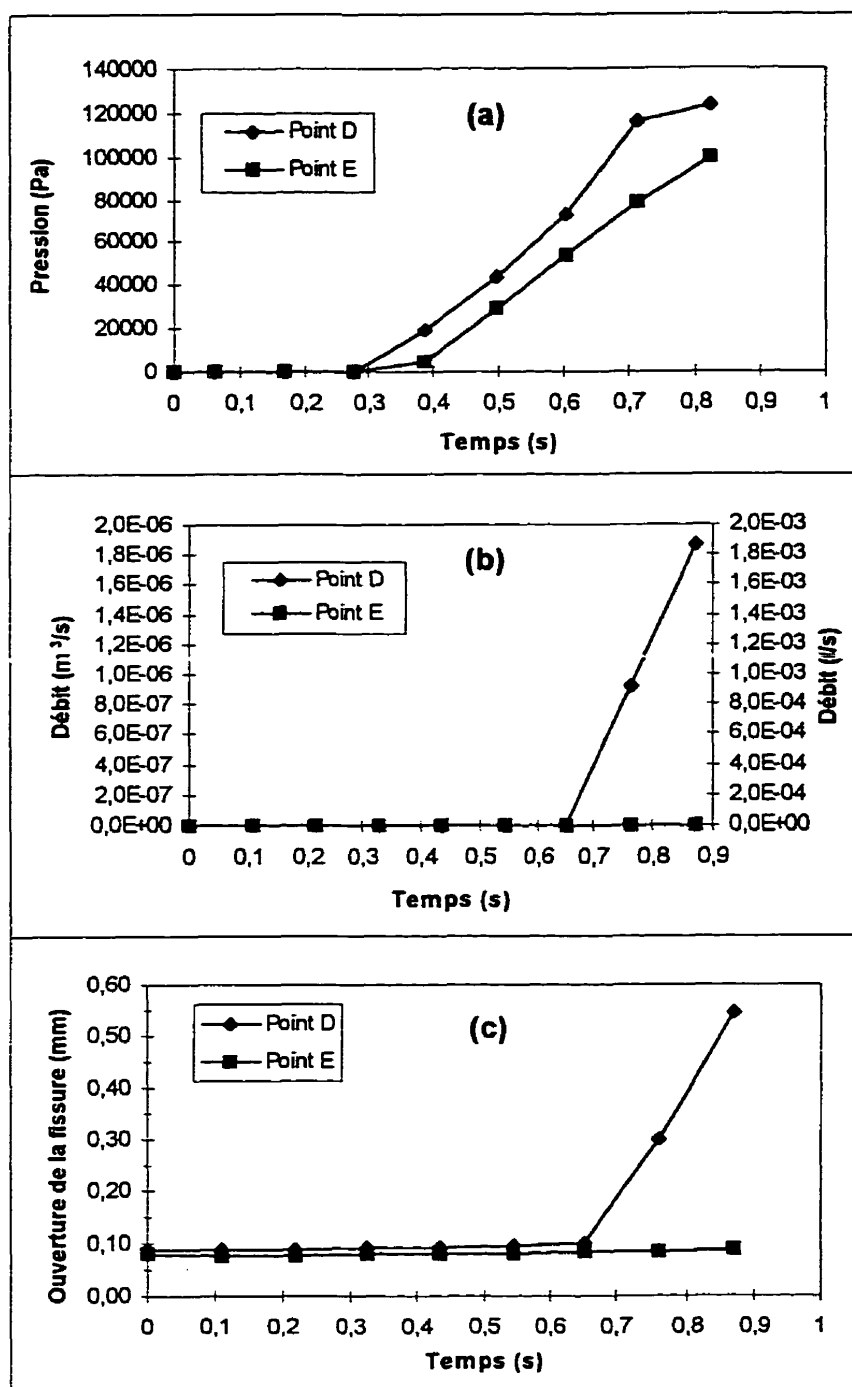 140000
120000
100000
80000
60000
40000
20000
0
Pression (Pa)
Point D
Point E
(a)
0 0,1 0,2 0,3 0,4 0,5 0,6 0,7 0,8 0,9 1
Temps (s)
2,0E-06
1,8E-06
1,6E-06
1,4E-06
1,2E-06
1,0E-06
8,0E-07
6,0E-07
4,0E-07
2,0E-07
0,0E+00
Débit (m³/s)
Point D
Point E
(b)
2,0E-03
1,8E-03
1,6E-03
1,4E-03
1,2E-03
1,0E-03
8,0E-04
6,0E-04
4,0E-04
2,0E-04
0,0E+00
Débit (l/s)
0 0,1 0,2 0,3 0,4 0,5 0,6 0,7 0,8 0,9
Temps (s)
0,60
0,50
0,40
0,30
0,20
0,10
0,00
Ouverture de la fissure (mm)
Point D
Point E
(c)
0 0,1 0,2 0,3 0,4 0,5 0,6 0,7 0,8 0,9 1
Temps (s)